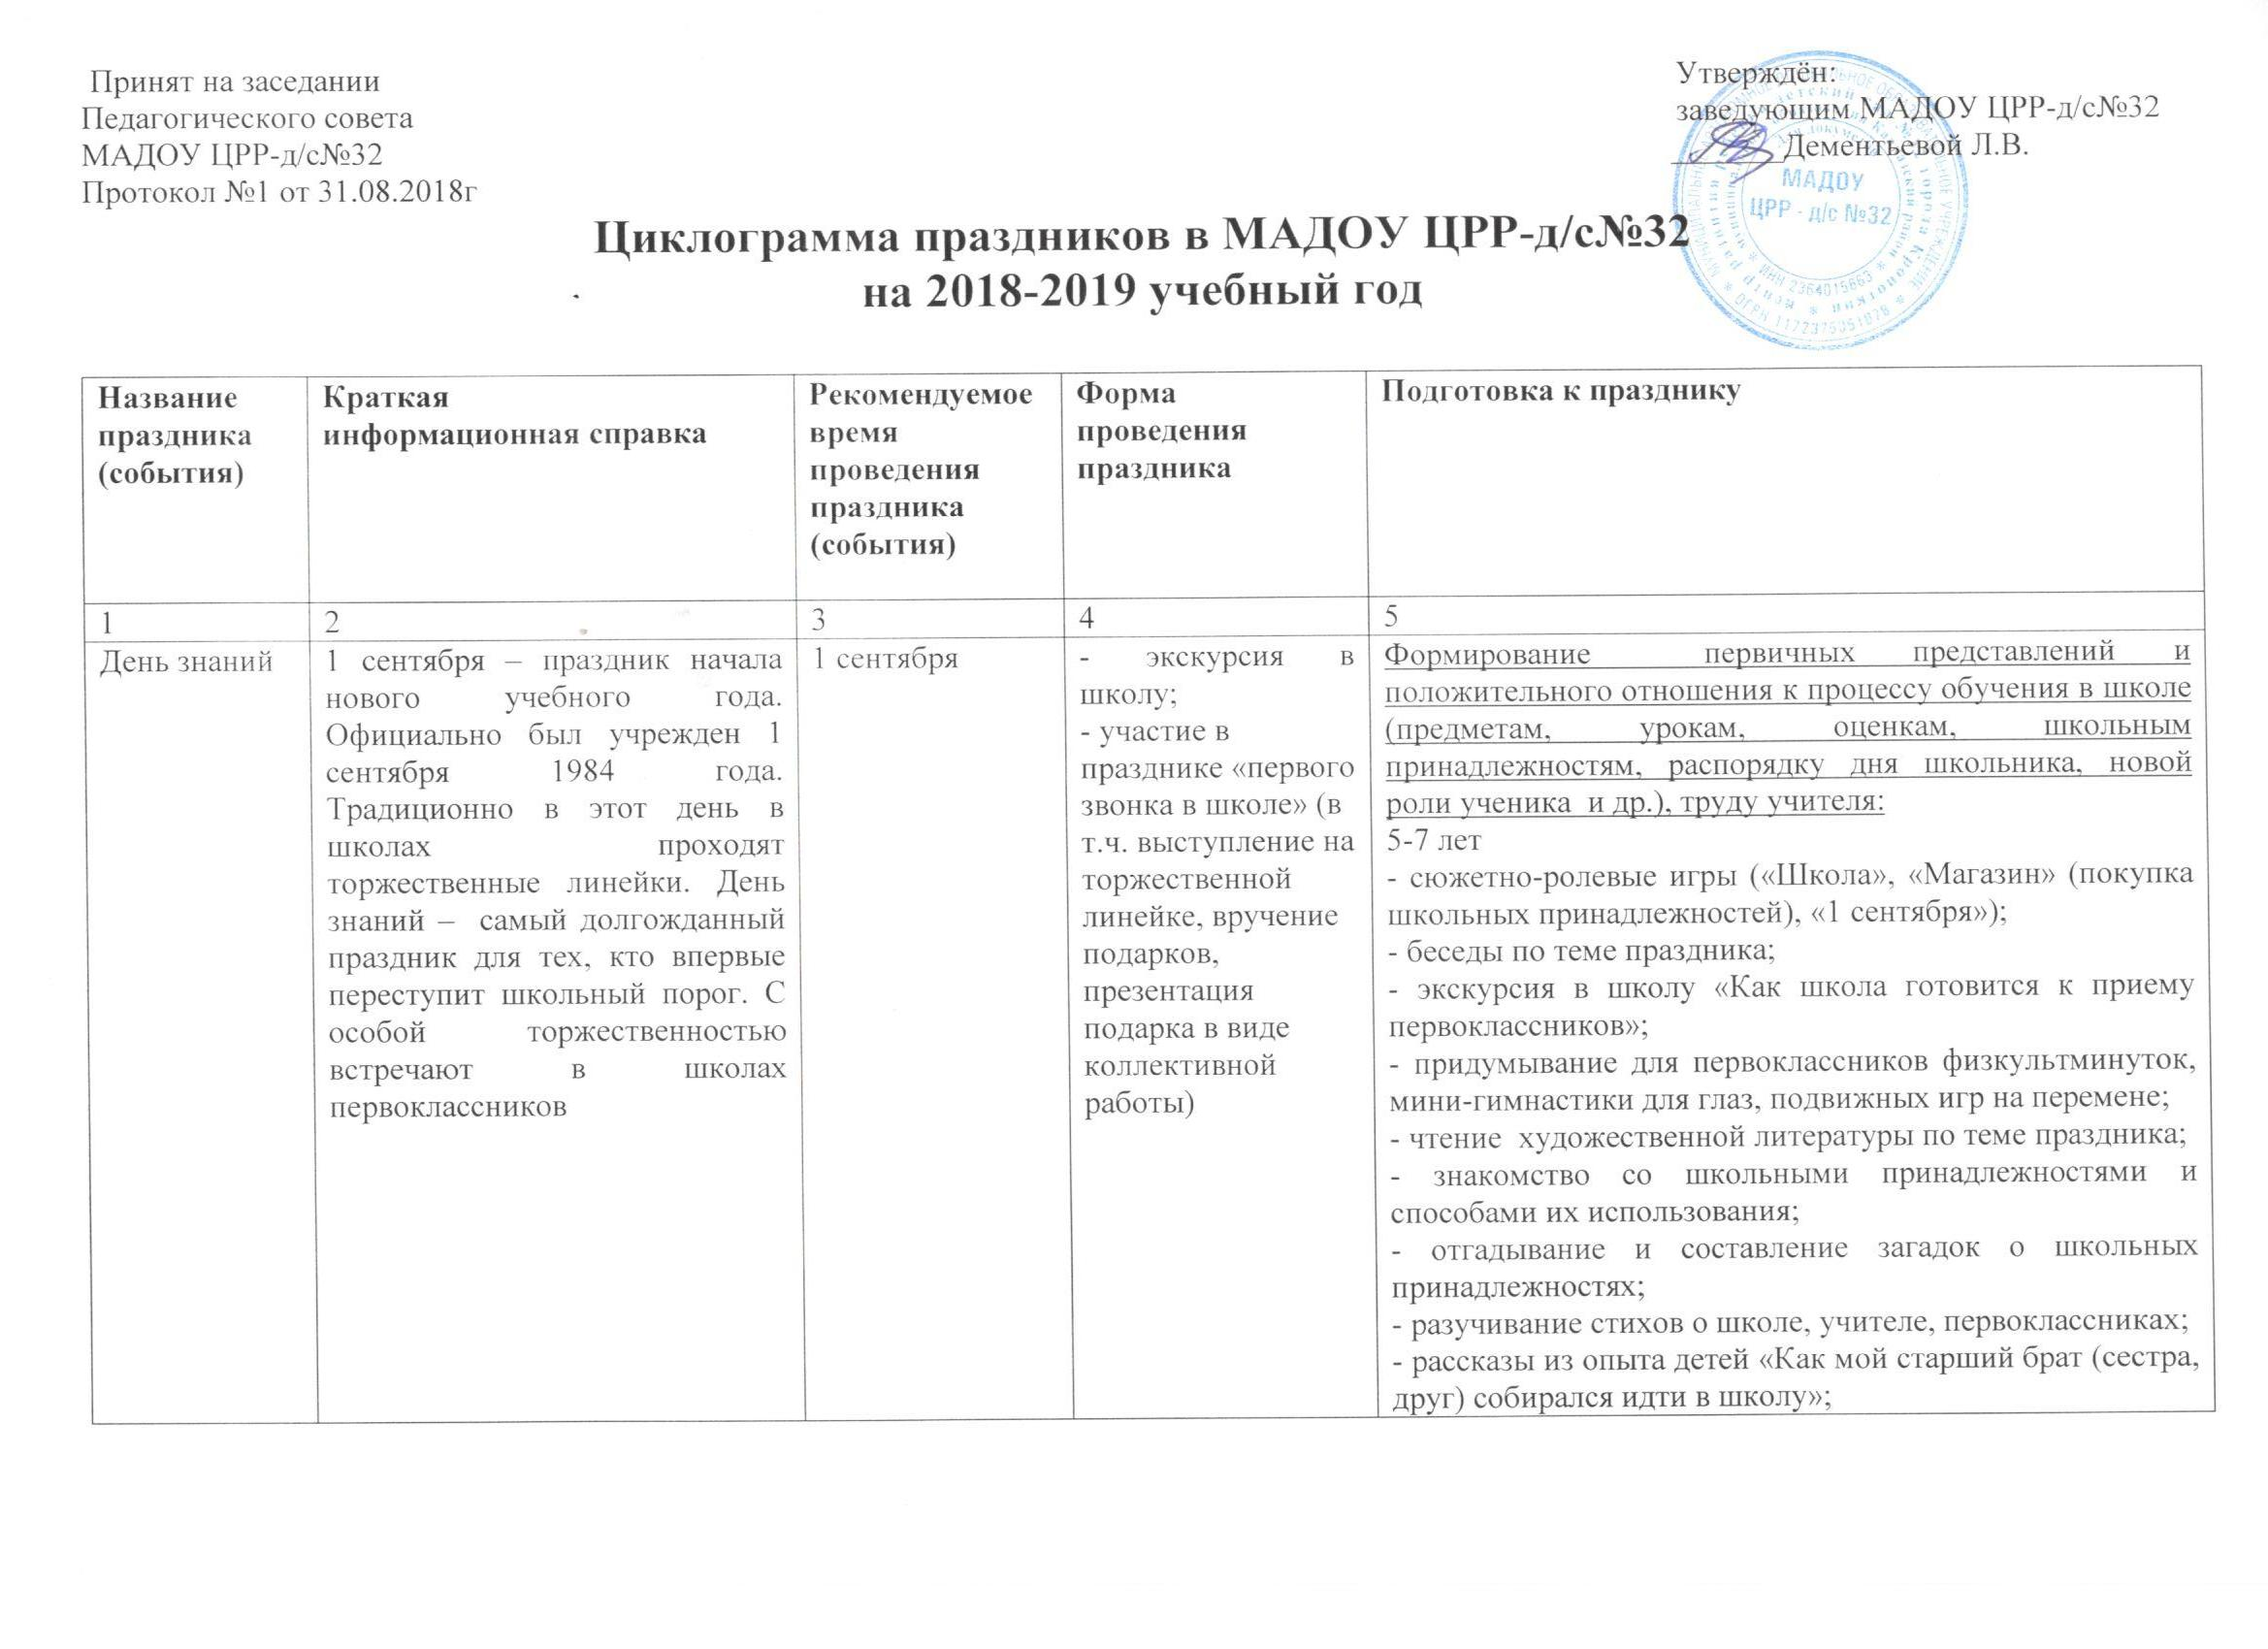 Принят на заседании
Педагогического совета
МАДОУ ЦРР-д/с№32
Протокол №1 от 31.08.2018г
Утверждён:
заведующим МАДОУ ЦРР-д/с№32
Дементьевой Л.В.
МАДОУ
ЦРР - д/с №32
ИНН 2364015663
Циклограмма праздников в МАДОУ ЦРР-д/с№32
на 2018-2019 учебный год
Название
праздника
(события)
Краткая
информационная справка
Рекомендуемое
время
проведения
праздника
(события)
Форма
проведения
праздника
Подготовка к празднику
1
2
3
4
5
День знаний
1 сентября – праздник начала
нового учебного года.
Официально был учрежден 1
сентября 1984 года.
Традиционно в этот день в
школах проходят
торжественные линейки. День
знаний – самый долгожданный
праздник для тех, кто впервые
переступит школьный порог. С
особой торжественностью
встречают в школах
первоклассников
1 сентября
- экскурсия в
школу;
- участие в
празднике «первого
звонка в школе» (в
т.ч. выступление на
торжественной
линейке, вручение
подарков,
презентация
подарка в виде
коллективной
работы)
Формирование первичных представлений и
положительного отношения к процессу обучения в школе
(предметам, урокам, оценкам, школьным
принадлежностям, распорядку дня школьника, новой
роли ученика и др.), труду учителя:
5-7 лет
- сюжетно-ролевые игры («Школа», «Магазин» (покупка
школьных принадлежностей), «1 сентября»);
- беседы по теме праздника;
- экскурсия в школу «Как школа готовится к приему
первоклассников»;
- придумывание для первоклассников физкультминуток,
мини-гимнастики для глаз, подвижных игр на перемене;
- чтение художественной литературы по теме праздника;
- знакомство со школьными принадлежностями и
способами их использования;
- отгадывание и составление загадок о школьных
принадлежностях;
- разучивание стихов о школе, учителе, первоклассниках;
- рассказы из опыта детей «Как мой старший брат (сестра,
друг) собирался идти в школу»;